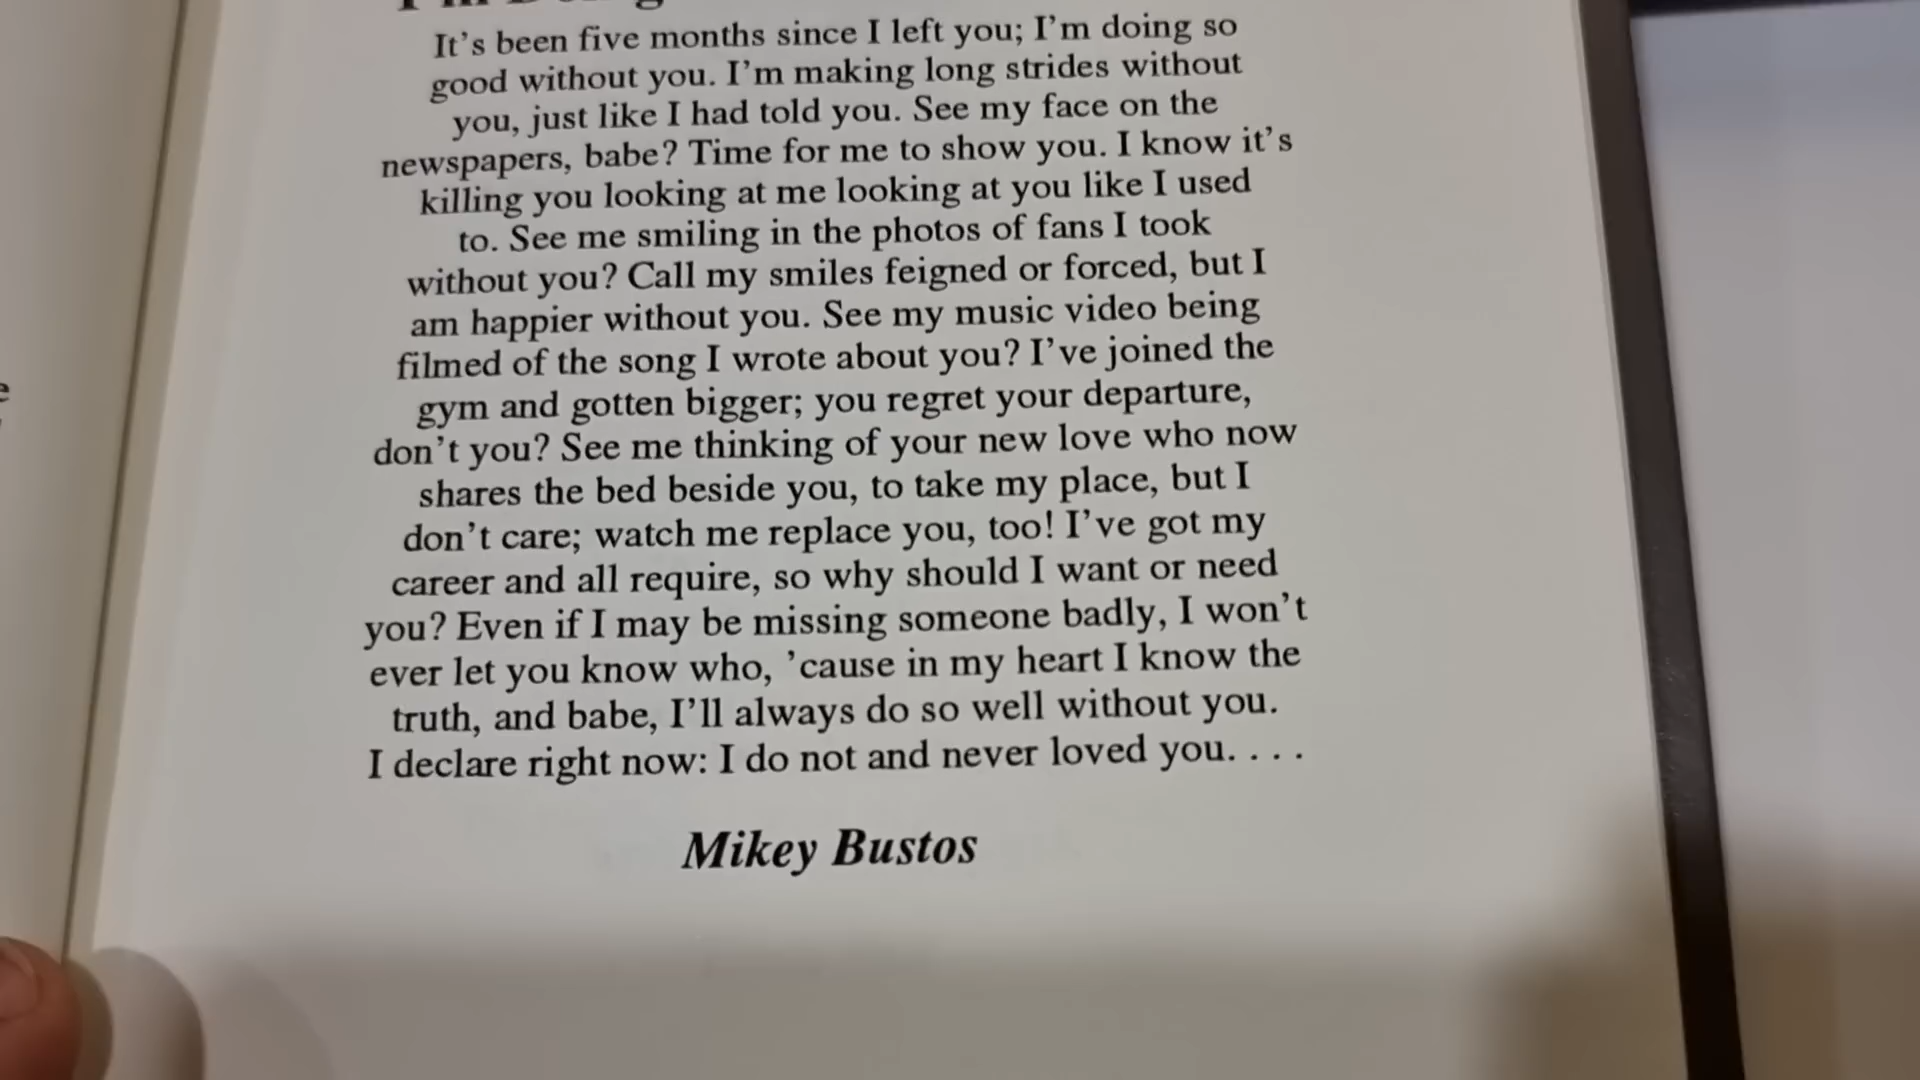 It's been five months since I left you; I'm doing so
good without you. I'm making long strides without
you, just like I had told you. See my face on the
newspapers, babe? Time for me to show you. I know it's
killing you looking at me looking at you like I used
to. See me smiling in the photos of fans I took
without you? Call my smiles feigned or forced, but I
am happier without you. See my music video being
filmed of the song I wrote about you? I've joined the
gym and gotten bigger; you regret your departure,
don't you? See me thinking of your new love who now
shares the bed beside you, to take my place, but I
don't care; watch me replace you, too! I've got my
career and all require, so why should I want or need
you? Even if I may be missing someone badly, I won't
ever let you know who, 'cause in my heart I know the
truth, and babe, I'll always do so well without you.
I declare right now: I do not and never loved you. . . .
Mikey Bustos